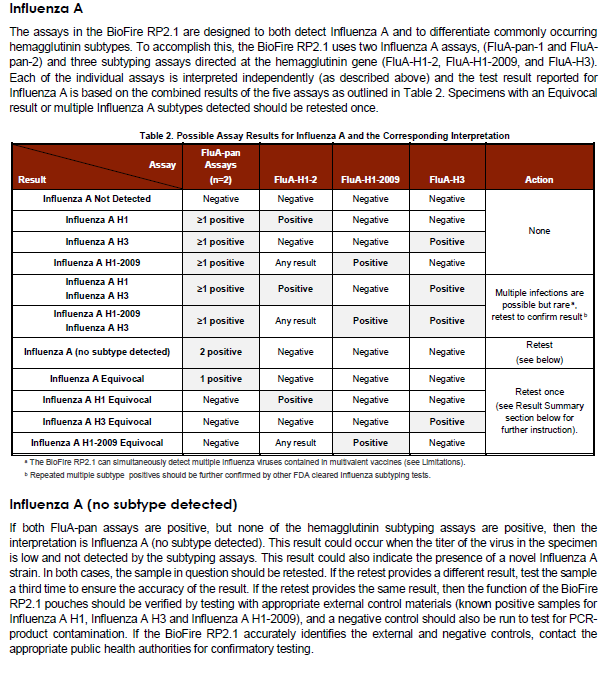 Influenza A
The assays in the BioFire RP2.1 are designed to both detect Influenza A and to differentiate commonly occurring
hemagglutinin subtypes. To accomplish this, the BioFire RP2.1 uses two Influenza A assays, (FluA-pan-1 and FluA-
pan-2) and three subtyping assays directed at the hemagglutinin gene (FluA-H1-2, FluA-H1-2009, and FluA-H3).
Each of the individual assays is interpreted independently (as described above) and the test result reported for
Influenza A is based on the combined results of the five assays as outlined in Table 2. Specimens with an Equivocal
result or multiple Influenza A subtypes detected should be retested once.
Table 2. Possible Assay Results for Influenza A and the Corresponding Interpretation
Assay
Result
FluA-pan
Assays
(n=2)
FluA-H1-2
FluA-H1-2009
FluA-H3
Action
Influenza A Not Detected Negative Negative Negative Negative
Influenza A H1 ≥1 positive Positive Negative Negative
Influenza A H3 ≥1 positive Negative Negative Positive
Influenza A H1-2009 ≥1 positive Any result Positive Negative
None
Influenza A H1
Influenza A H3
≥1 positive Positive Negative Positive
Influenza A H1-2009
Influenza A H3
≥1 positive Any result Positive Positive
Multiple infections are
possible but rare a,
retest to confirm result b
Influenza A (no subtype detected) 2 positive Negative Negative Negative
Retest
(see below)
Influenza A Equivocal 1 positive Negative Negative Negative
Influenza A H1 Equivocal Negative Positive Negative Negative
Influenza A H3 Equivocal Negative Negative Negative Positive
Influenza A H1-2009 Equivocal Negative Any result Positive Negative
Retest once
(see Result Summary
section below for
further instruction).
a The BioFire RP2.1 can simultaneously detect multiple influenza viruses contained in multivalent vaccines (see Limitations).
b Repeated multiple subtype positives should be further confirmed by other FDA cleared Influenza subtyping tests.
Influenza A (no subtype detected)
If both FluA-pan assays are positive, but none of the hemagglutinin subtyping assays are positive, then the
interpretation is Influenza A (no subtype detected). This result could occur when the titer of the virus in the specimen
is low and not detected by the subtyping assays. This result could also indicate the presence of a novel Influenza A
strain. In both cases, the sample in question should be retested. If the retest provides a different result, test the sample
a third time to ensure the accuracy of the result. If the retest provides the same result, then the function of the BioFire
RP2.1 pouches should be verified by testing with appropriate external control materials (known positive samples for
Influenza A H1, Influenza A H3 and Influenza A H1-2009), and a negative control should also be run to test for PCR-
product contamination. If the BioFire RP2.1 accurately identifies the external and negative controls, contact the
appropriate public health authorities for confirmatory testing.